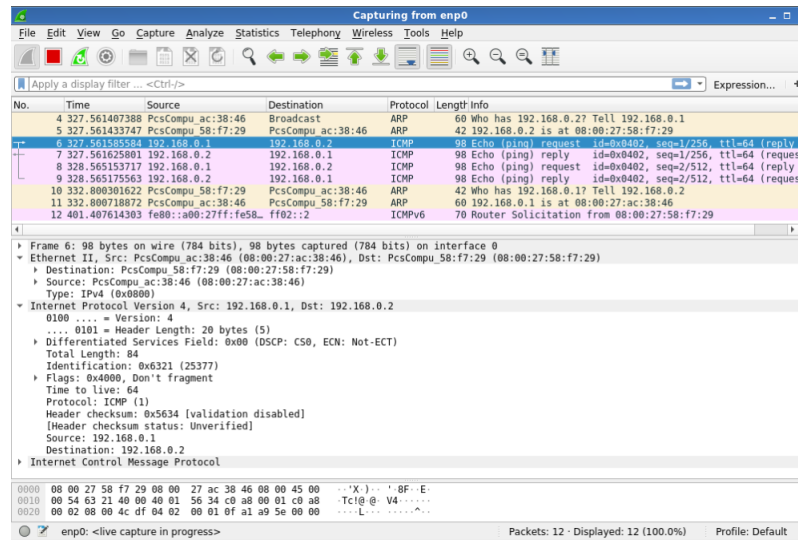 Capturing from enp0
File Edit View Go Capture Analyze Statistics Telephony Wireless Tools Help
Apply a display filter ... <Ctrl-/> Expression... +
No. Time Source Destination Protocol Length Info
4 327.561407388 PcsCompu_ac:38:46 Broadcast ARP 60 Who has 192.168.0.2? Tell 192.168.0.1
5 327.561433747 PcsCompu_58:f7:29 PcsCompu_ac:38:46 ARP 42 192.168.0.2 is at 08:00:27:58:f7:29
6 327.561585584 192.168.0.1 192.168.0.2 ICMP 98 Echo (ping) request id=0x0402, seq=1/256, ttl=64 (reply
7 327.561625801 192.168.0.2 192.168.0.1 ICMP 98 Echo (ping) reply id=0x0402, seq=1/256, ttl=64 (reques
8 328.565153717 192.168.0.1 192.168.0.2 ICMP 98 Echo (ping) request id=0x0402, seq=2/512, ttl=64 (reply
9 328.565175563 192.168.0.2 192.168.0.1 ICMP 98 Echo (ping) reply id=0x0402, seq=2/512, ttl=64 (reques
10 332.800301622 PcsCompu_58:f7:29 PcsCompu_ac:38:46 ARP 42 Who has 192.168.0.1? Tell 192.168.0.2
11 332.800718872 PcsCompu_ac:38:46 PcsCompu_58:f7:29 ARP 60 192.168.0.1 is at 08:00:27:ac:38:46
12 401.407614303 fe80::a00:27ff:fe58… ff02::2 ICMPv6 70 Router Solicitation from 08:00:27:58:f7:29
Frame 6: 98 bytes on wire (784 bits), 98 bytes captured (784 bits) on interface 0
Ethernet II, Src: PcsCompu_ac:38:46 (08:00:27:ac:38:46), Dst: PcsCompu_58:f7:29 (08:00:27:58:f7:29)
Destination: PcsCompu_58:f7:29 (08:00:27:58:f7:29)
Source: PcsCompu_ac:38:46 (08:00:27:ac:38:46)
Type: IPv4 (0x0800)
Internet Protocol Version 4, Src: 192.168.0.1, Dst: 192.168.0.2
0100 .... = Version: 4
.... 0101 = Header Length: 20 bytes (5)
Differentiated Services Field: 0x00 (DSCP: CS0, ECN: Not-ECT)
Total Length: 84
Identification: 0x6321 (25377)
Flags: 0x4000, Don't fragment
Time to live: 64
Protocol: ICMP (1)
Header checksum: 0x5634 [validation disabled]
[Header checksum status: Unverified]
Source: 192.168.0.1
Destination: 192.168.0.2
Internet Control Message Protocol
0000 08 00 27 58 f7 29 08 00 27 ac 38 46 08 00 45 00 ··'X·)·· '·8F··E·
0010 00 54 63 21 40 00 40 01 56 34 c0 a8 00 01 c0 a8 ·Tc!@·@· V4······
0020 00 02 08 00 4c df 04 02 00 01 0f a1 a9 5e 00 00 ····L··· ·····^··
enp0: <live capture in progress> Packets: 12 · Displayed: 12 (100.0%) Profile: Default